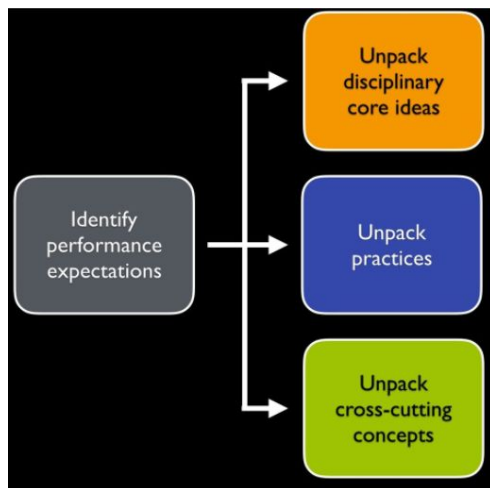 Unpack
disciplinary
core ideas
Identify
performance
expectations
Unpack
practices
Unpack
cross-cutting
concepts